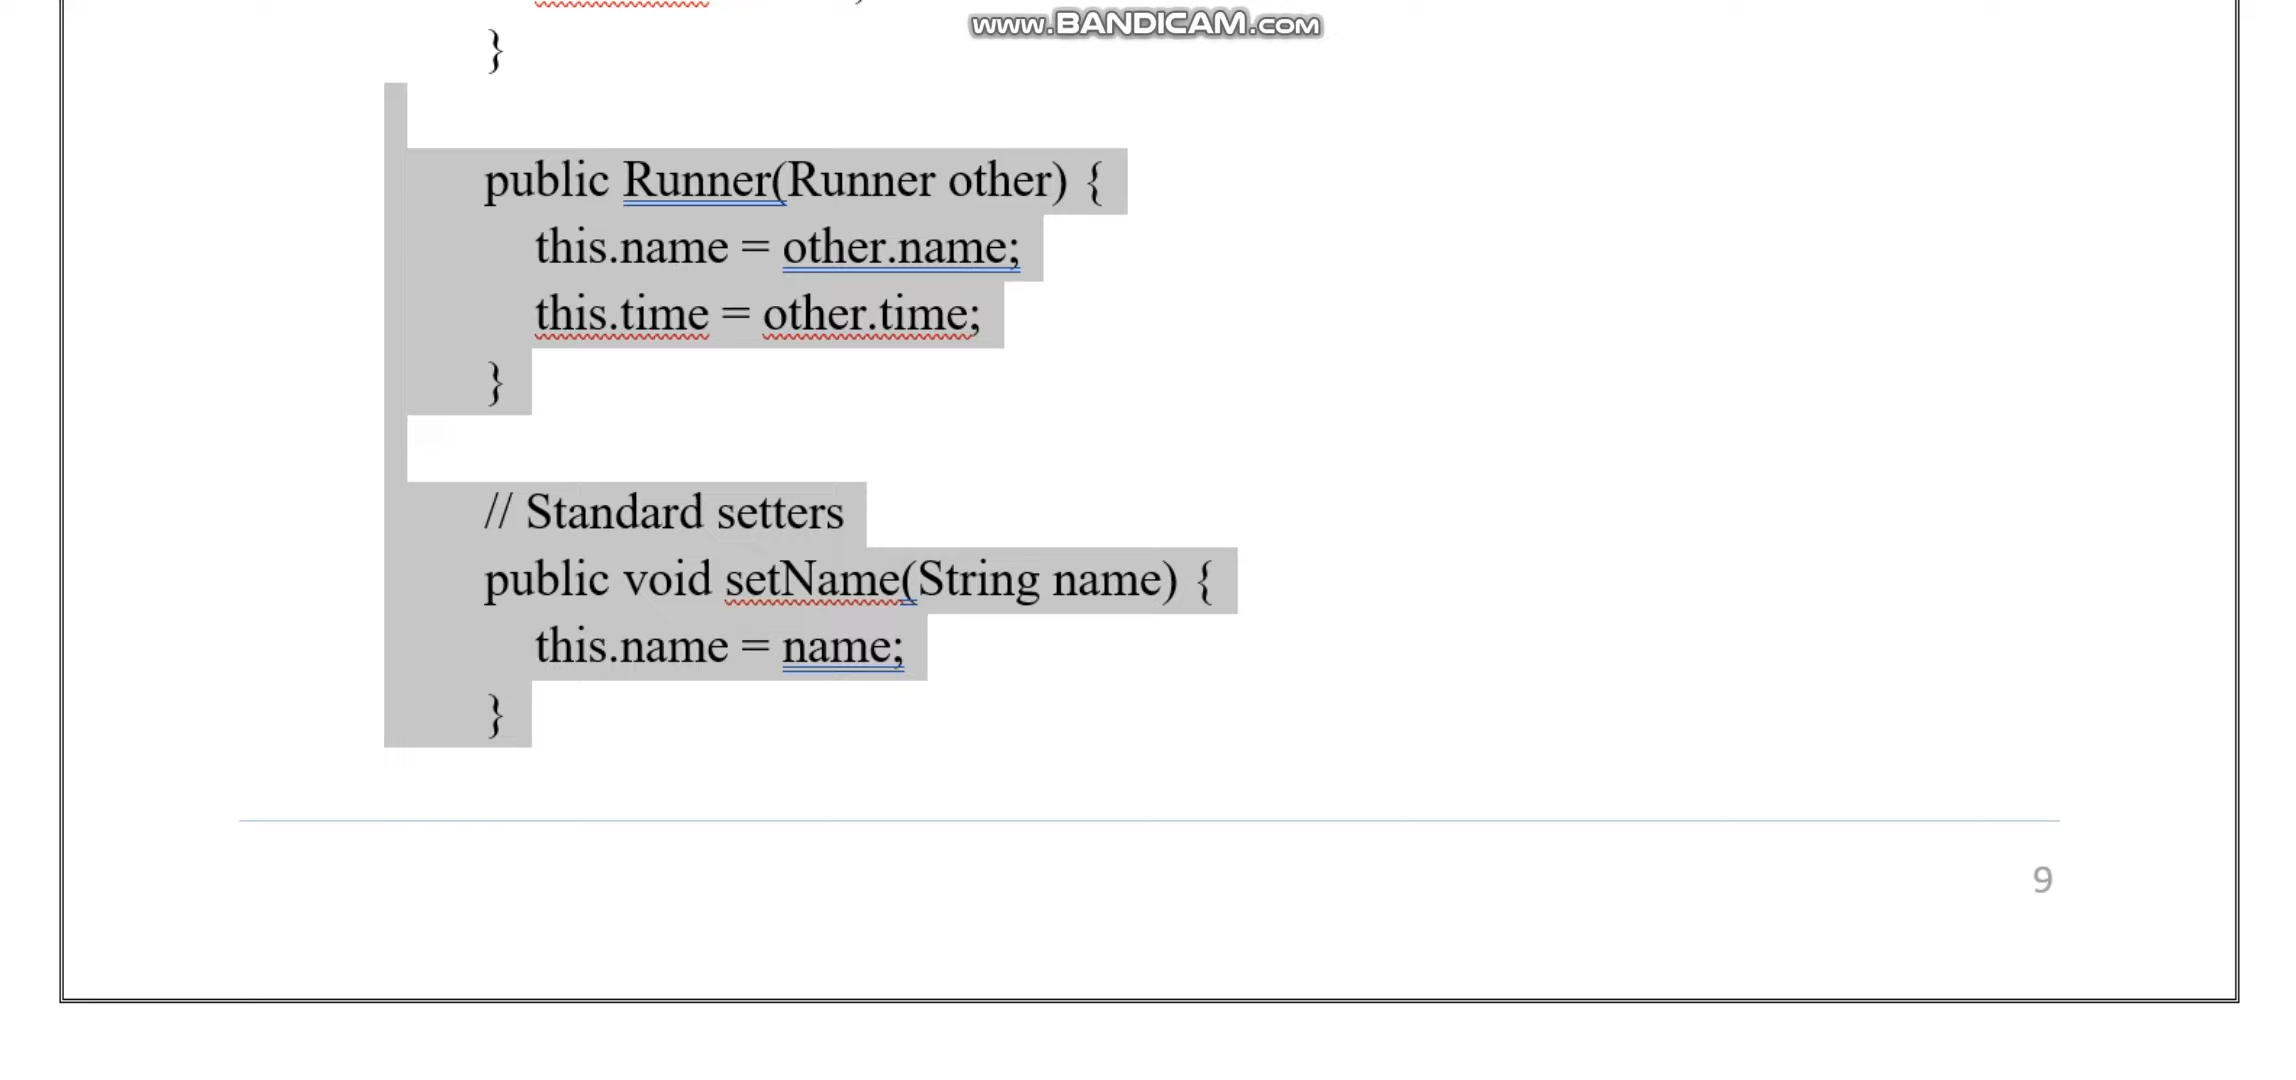 www.BANDICAM.com
}
public Runner(Runner other) {
this.name = other.name;
this.time = other.time;
}
// Standard setters
public void setName(String name) {
this.name = name;
}
9